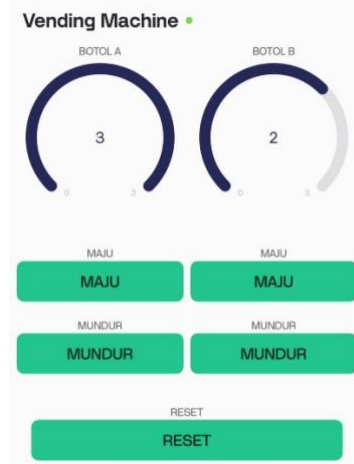 Vending Machine
BOTOL A BOTOL B
3 2
0 3 0 3
MAJU MAJU
MAJU MAJU
MUNDUR MUNDUR
MUNDUR MUNDUR
RESET
RESET